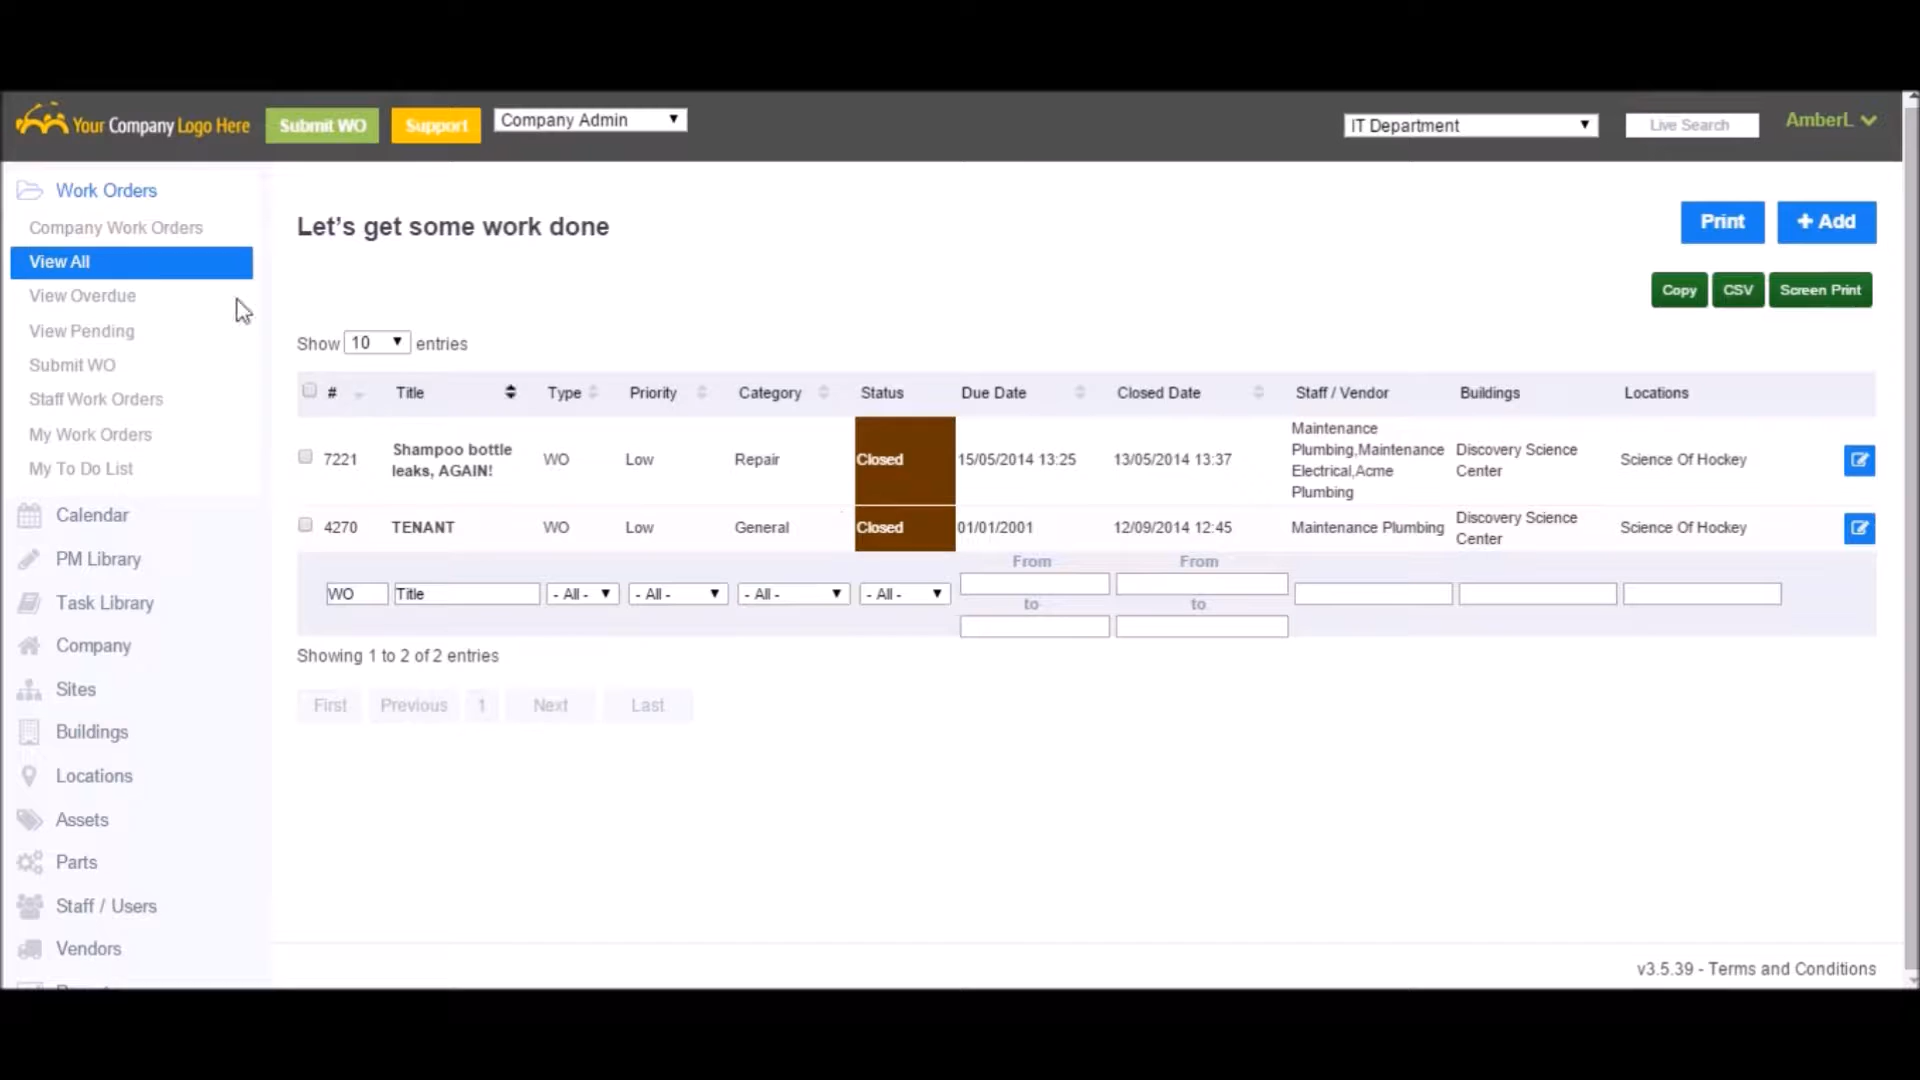 Your Company Logo Here
Submit WO
Support
Company Admin
IT Department
Live Search
AmberL
Work Orders
Company Work Orders
View All
View Overdue
View Pending
Submit WO
Staff Work Orders
My Work Orders
My To Do List
Calendar
PM Library
Task Library
Company
Sites
Buildings
Locations
Assets
Parts
Staff / Users
Vendors
Let's get some work done
Print
+ Add
Copy
CSV
Screen Print
Show 10 entries
# Title Type Priority Category Status Due Date Closed Date Staff / Vendor Buildings Locations
7221
Shampoo bottle
leaks, AGAIN!
WO
Low
Repair
Closed
15/05/2014 13:25
13/05/2014 13:37
Maintenance
Plumbing,Maintenance
Electrical,Acme
Plumbing
Discovery Science
Center
Science Of Hockey
4270
TENANT
WO
Low
General
Closed
01/01/2001
12/09/2014 12:45
Maintenance Plumbing
Discovery Science
Center
Science Of Hockey
From
From
WO
Title
- All -
- All -
- All -
- All -
to
to
Showing 1 to 2 of 2 entries
First Previous 1 Next Last
v3.5.39 - Terms and Conditions